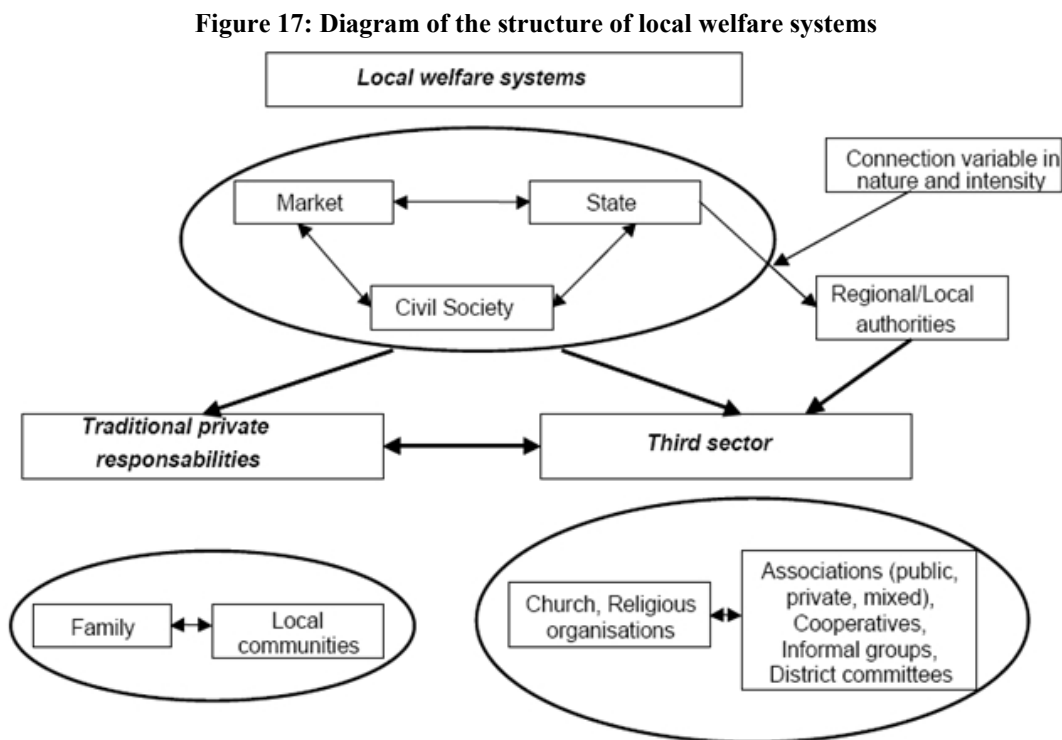 Figure 17: Diagram of the structure of local welfare systems
Local welfare systems
Connection variable in
nature and intensity
Market
State
Civil Society
Regional/Local
authorities
Traditional private
responsabilities
Third sector
Family
Local
communities
Church, Religious
organisations
Associations (public,
private, mixed),
Cooperatives,
Informal groups,
District committees